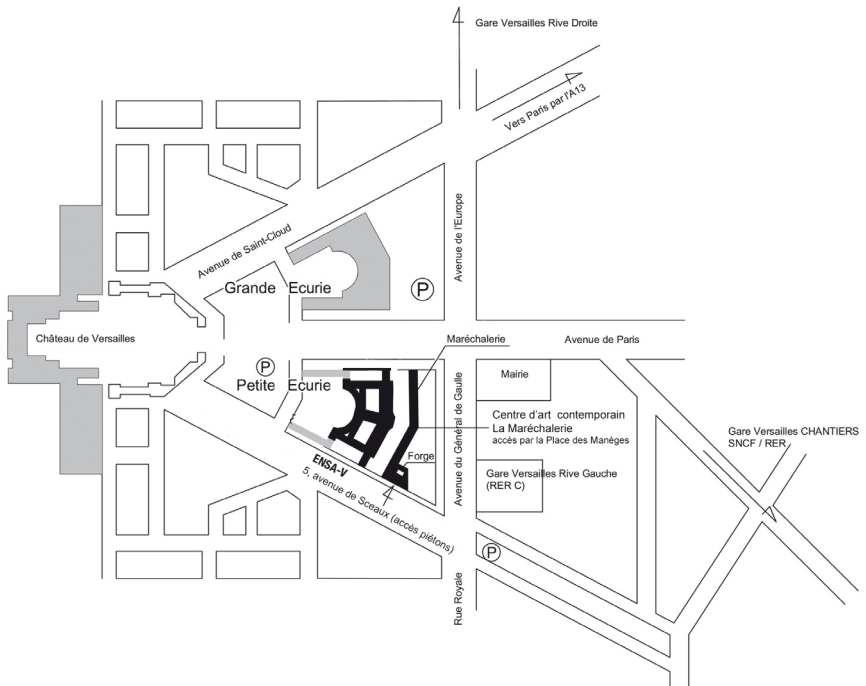 Gare Versailles Rive Droite
Vers Paris par l'A13
Avenue de l'Europe
Avenue de Saint-Cloud
Grande Ecurie
P
Château de Versailles
Maréchalerie
Avenue de Paris
P
Petite Ecurie
Mairie
Avenue du Général de Gaulle
Centre d'art contemporain
La Maréchalerie
accès par la Place des Manèges
Gare Versailles CHANTIERS
SNCF / RER
Forge
ENSA-V
5, avenue de Sceaux (accès piétons)
Gare Versailles Rive Gauche
(RER C)
P
Rue Royale